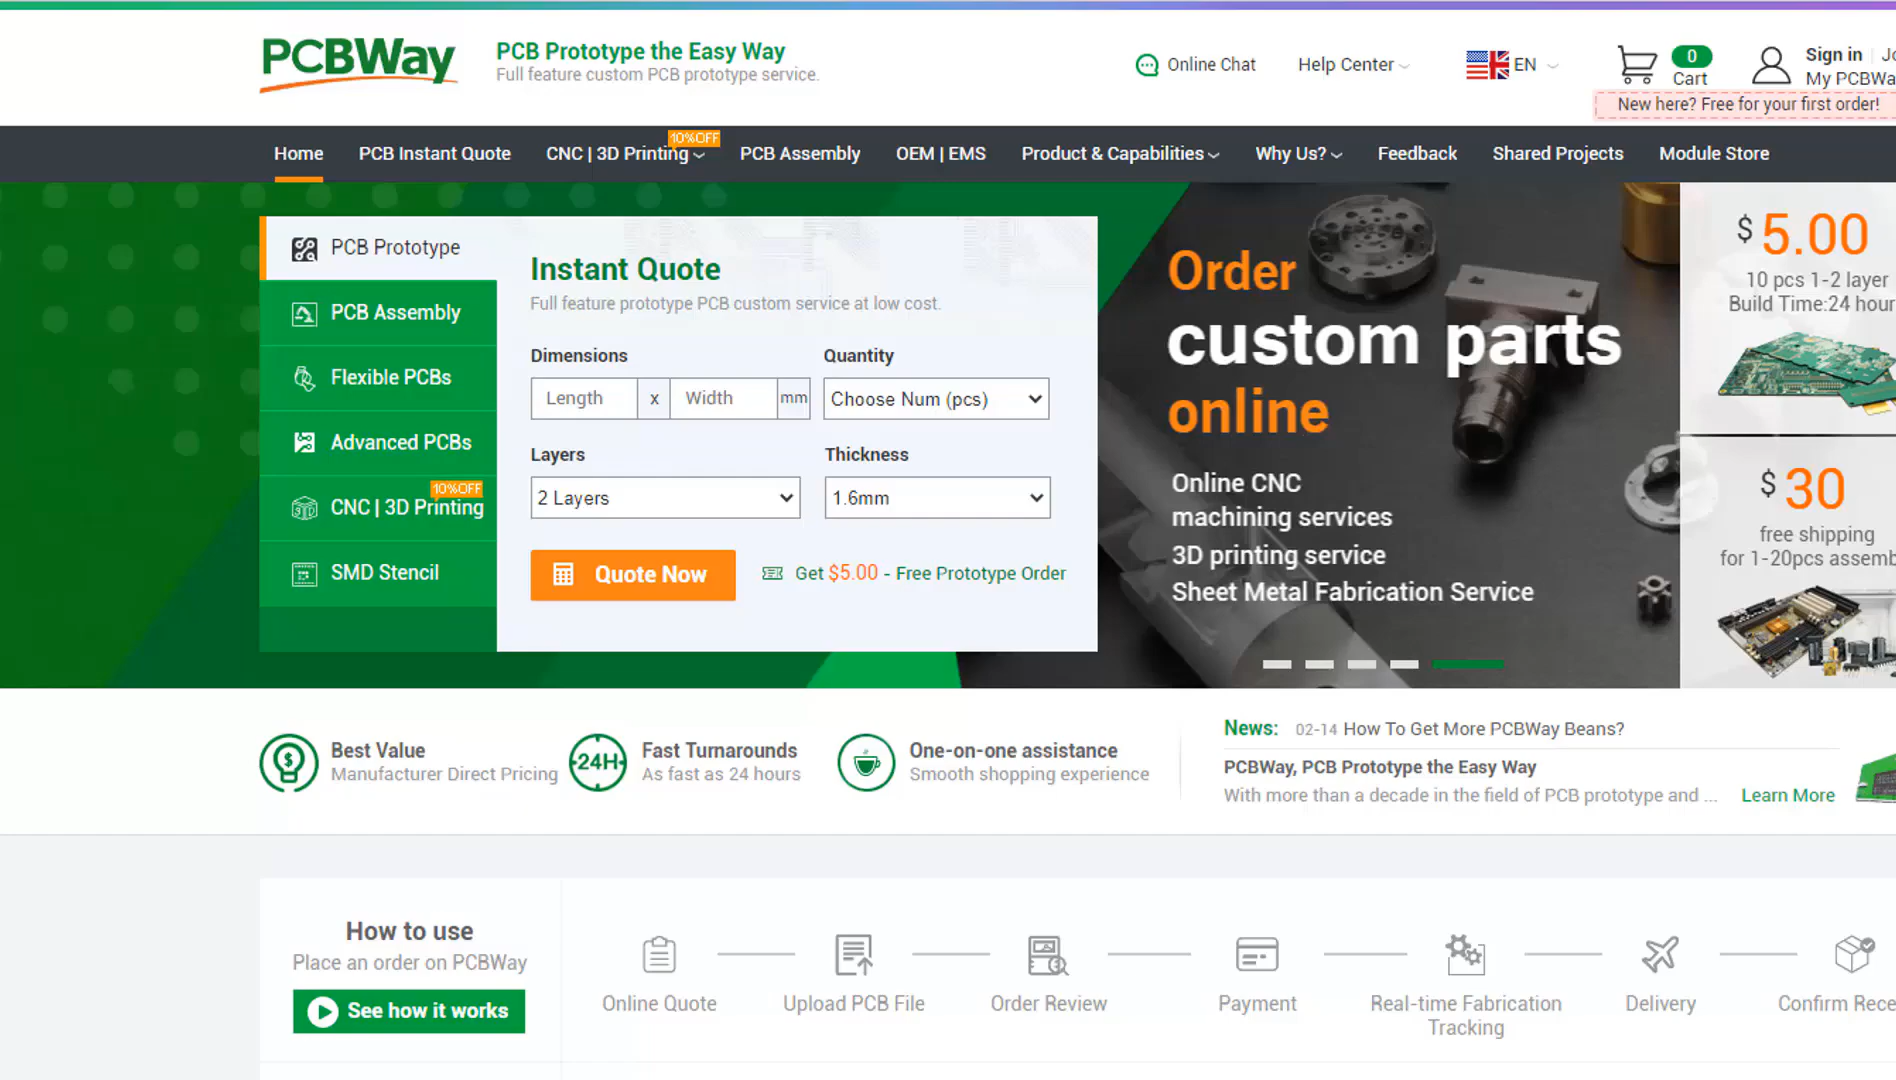 PCBWay
PCB Prototype the Easy Way
Full feature custom PCB prototype service.
Online Chat
Help Center
EN
0
Cart
Sign in
My PCBWa
New here? Free for your first order!
Home
PCB Instant Quote
CNC | 3D Printing
10%OFF
PCB Assembly
OEM | EMS
Product & Capabilities
Why Us?
Feedback
Shared Projects
Module Store
PCB Prototype
PCB Assembly
Flexible PCBs
Advanced PCBs
10%OFF
CNC | 3D Printing
SMD Stencil
Instant Quote
Full feature prototype PCB custom service at low cost.
Dimensions
Quantity
Length x Width mm
Choose Num (pcs)
Layers
Thickness
2 Layers
1.6mm
Quote Now
Get $5.00 - Free Prototype Order
Order
custom parts
online
Online CNC
machining services
3D printing service
Sheet Metal Fabrication Service
$ 5.00
10 pcs 1-2 layer
Build Time:24 hour
$ 30
free shipping
for 1-20pcs assemb
Best Value
Manufacturer Direct Pricing
24H
Fast Turnarounds
As fast as 24 hours
One-on-one assistance
Smooth shopping experience
News: 02-14 How To Get More PCBWay Beans?
PCBWay, PCB Prototype the Easy Way
With more than a decade in the field of PCB prototype and ... Learn More
How to use
Place an order on PCBWay
See how it works
Online Quote
Upload PCB File
Order Review
Payment
Real-time Fabrication
Tracking
Delivery
Confirm Rece